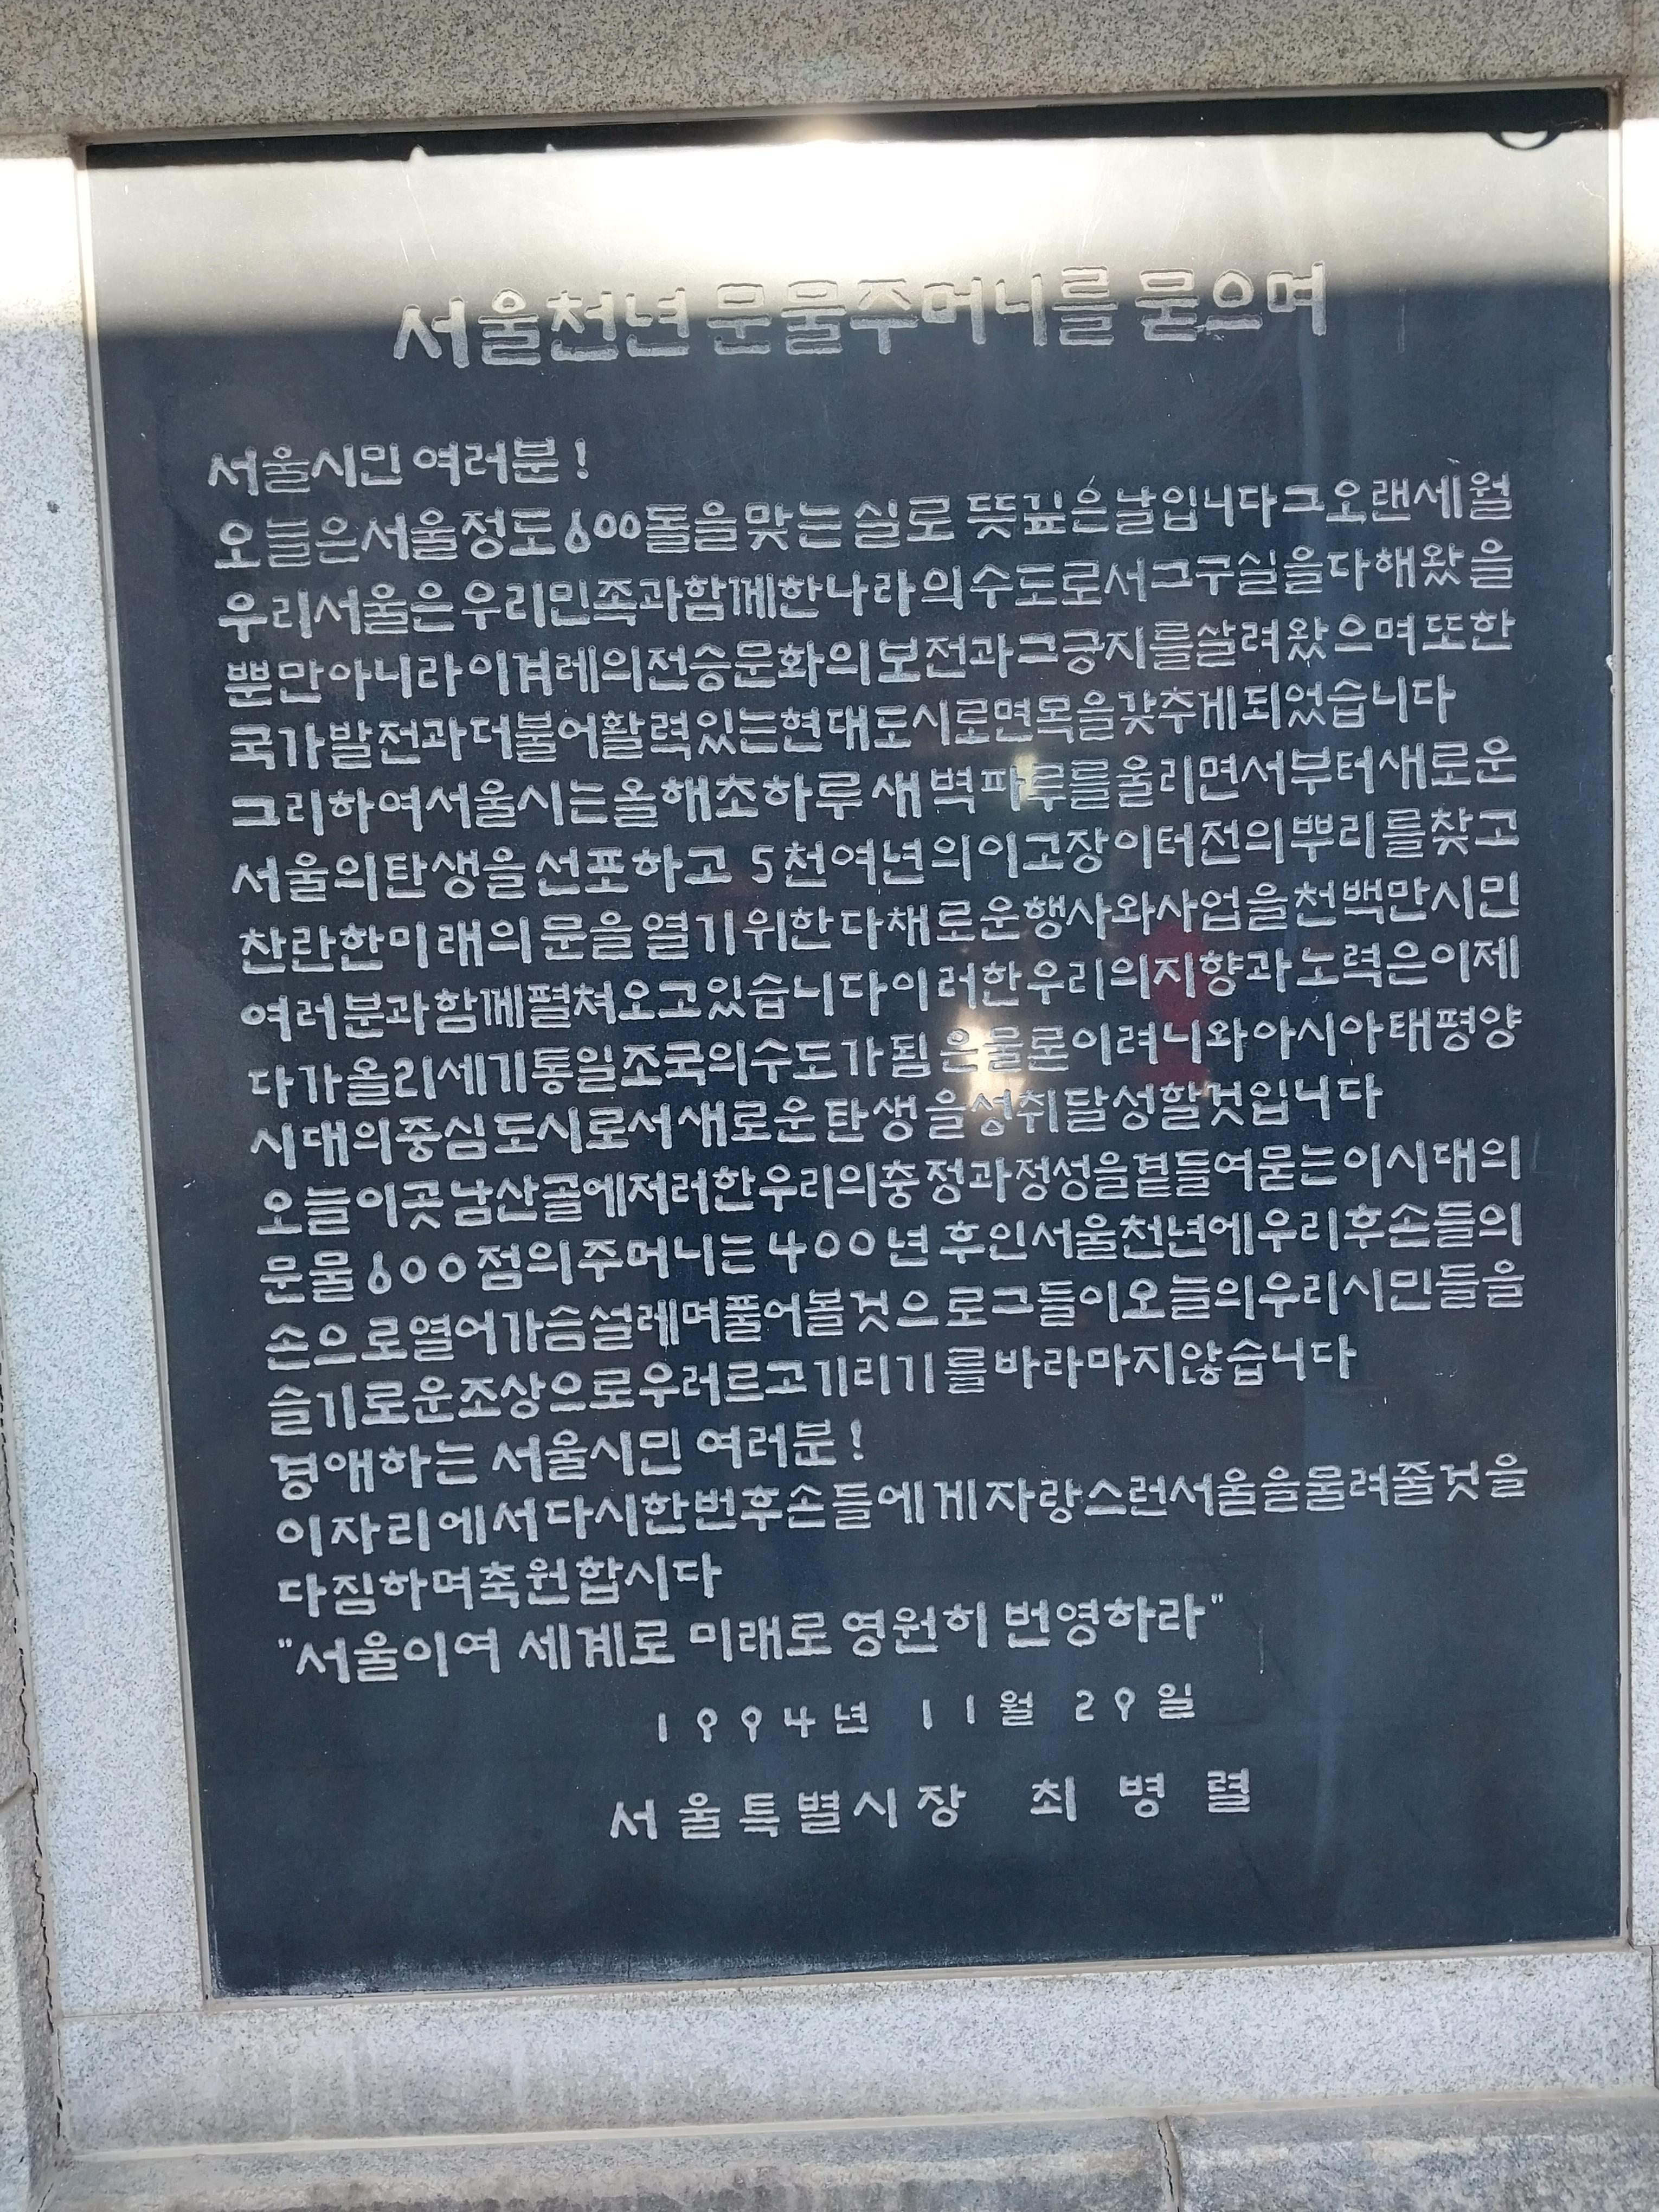 서울천년 문물주머니를 묻으며
서울시민 여러분!
오늘은서울정도600돌을맞는실로 뜻깊은날입니다그오랜세월
우리서울은우리민족과함께한나라의수도로서그구실을다해왔을
뿐만아니라이겨레의전승문화의보전과그긍지를살려왔으며또한
국가발전과더불어활력있는현대도시로면목을갖추게되었습니다
그리하여서울시는올해초하루새벽파루를울리면서부터새로운
서울의탄생을선포하고 5천여년의이고장이터전의뿌리를찾고
찬란한미래의문을열기위한다채로운행사와사업을천백만시민
여러분과함께펼쳐오고있습니다이러한우리의지향과노력은이제
다가올21세기통일조국의수도가됨은물론이려니와아시아태평양
시대의중심도시로서새로운탄생을성취달성할것입니다
오늘이곳남산골에저러한우리의충정과정성을곁들여묻는이시대의
문물600점의주머니는400년후인서울천년에우리후손들의
손으로열어가슴설레며풀어볼것으로그들이오늘의우리시민들을
슬기로운조상으로우러르고기리기를바라마지않습니다
경애하는 서울시민 여러분!
이자리에서다시한번후손들에게자랑스런서울을물려줄것을
다짐하며축원합시다
"서울이여 세계로 미래로 영원히 번영하라"
1994년 11월 29일
서울특별시장 최병렬